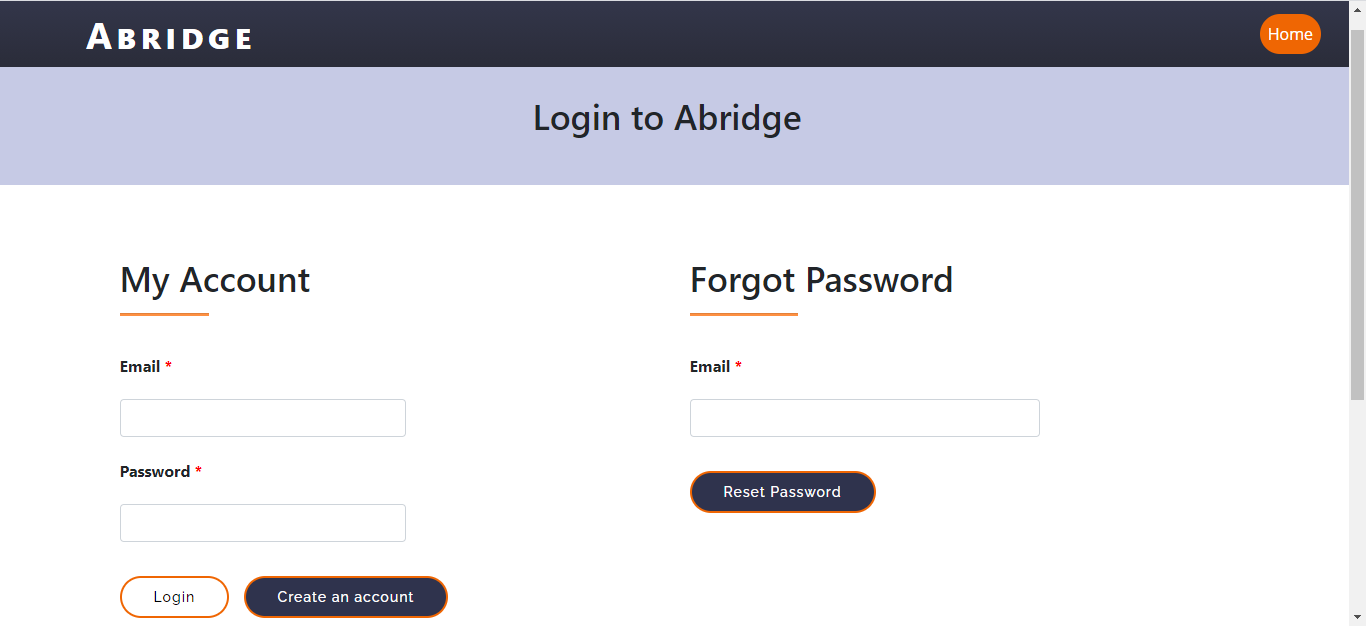 ABRIDGE
Home
Login to Abridge
My Account
Email *
Password *
Login
Create an account
Forgot Password
Email *
Reset Password